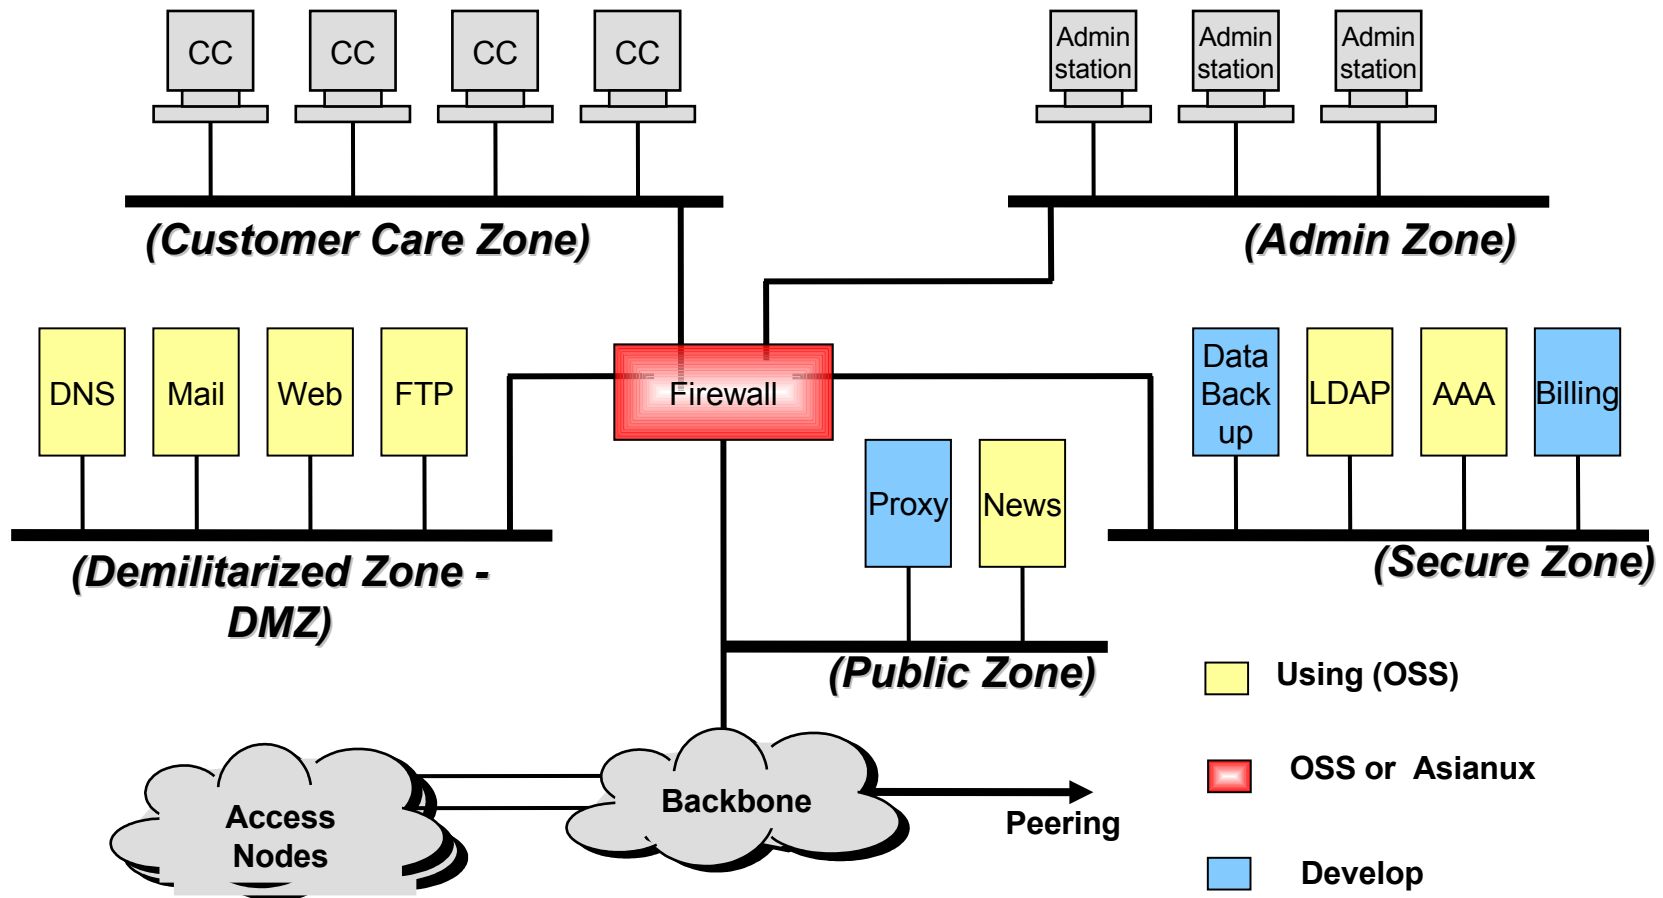 CC CC CC CC
Admin station
Admin station
Admin station
(Customer Care Zone)
(Admin Zone)
DNS Mail Web FTP
Firewall
Data Back up
LDAP AAA Billing
Proxy News
(Demilitarized Zone -
DMZ)
(Secure Zone)
(Public Zone)
Using (OSS)
OSS or Asianux
Develop
Access
Nodes
Backbone
Peering